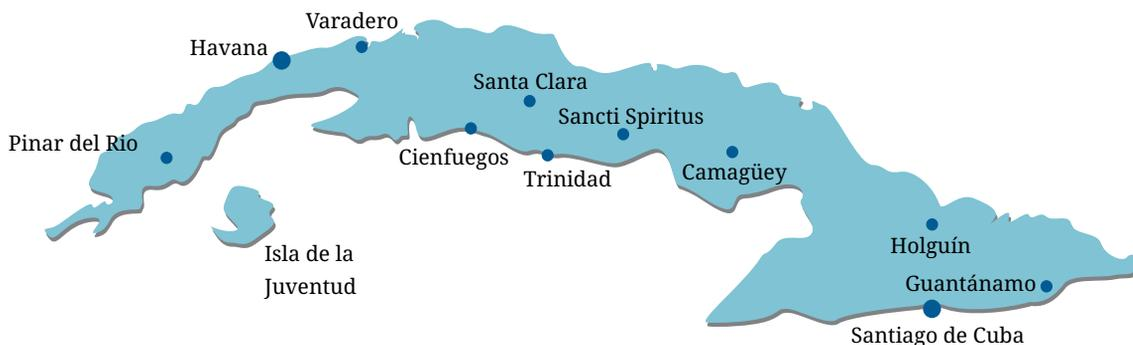 Varadero
Havana
Santa Clara
Sancti Spiritus
Pinar del Rio
Cienfuegos
Trinidad
Camagüey
Isla de la
Juventud
Holguín
Guantánamo
Santiago de Cuba